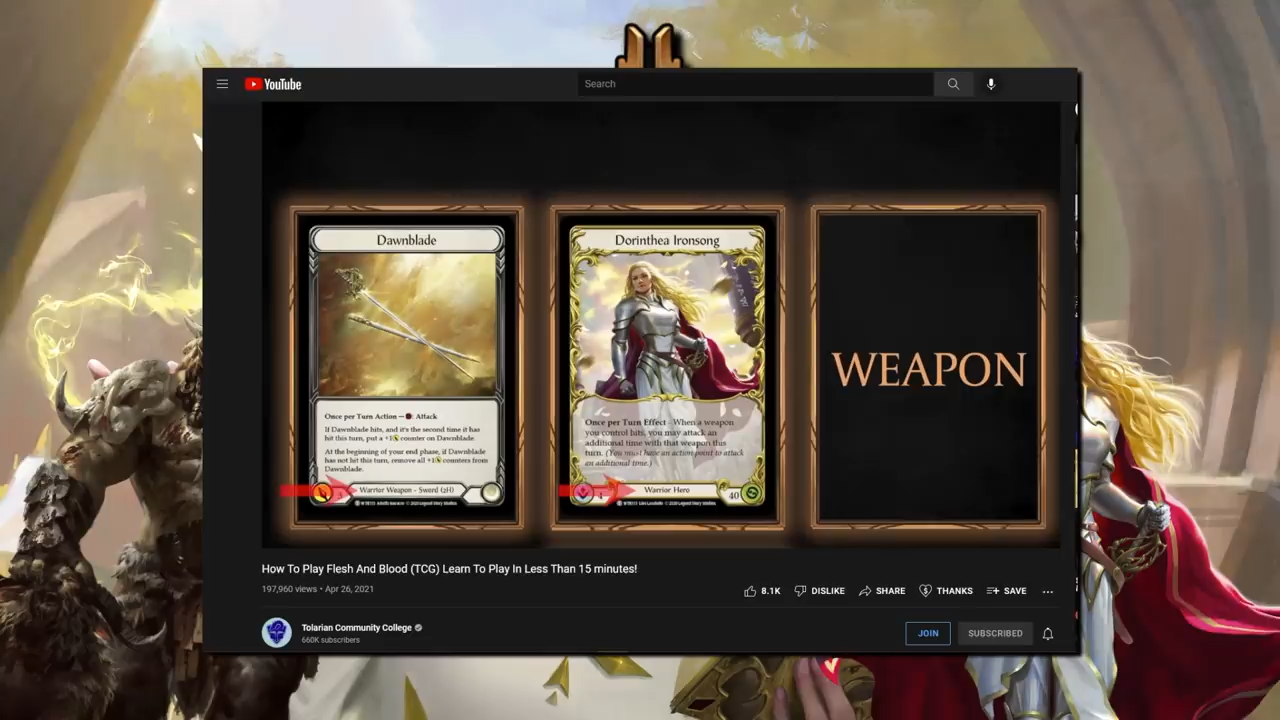 YouTube
Search
Dawnblade
Once per Turn Action — : Attack
If Dawnblade hits, and it's the second time it has
hit this turn, put a +1 counter on Dawnblade.
At the beginning of your end phase, if Dawnblade
has not hit this turn, remove all +1 counters from
Dawnblade.
Warrior Weapon - Sword (2H)
Dorinthea Ironsong
Once per Turn Effect - When a weapon
you control hits, you may attack an
additional time with that weapon this
turn. (You must have an action point to attack
an additional time.)
4
Warrior Hero
40
WEAPON
How To Play Flesh And Blood (TCG) Learn To Play In Less Than 15 minutes!
197,960 views • Apr 26, 2021
8.1K
DISLIKE
SHARE
THANKS
SAVE
Tolarian Community College
660K subscribers
JOIN
SUBSCRIBED